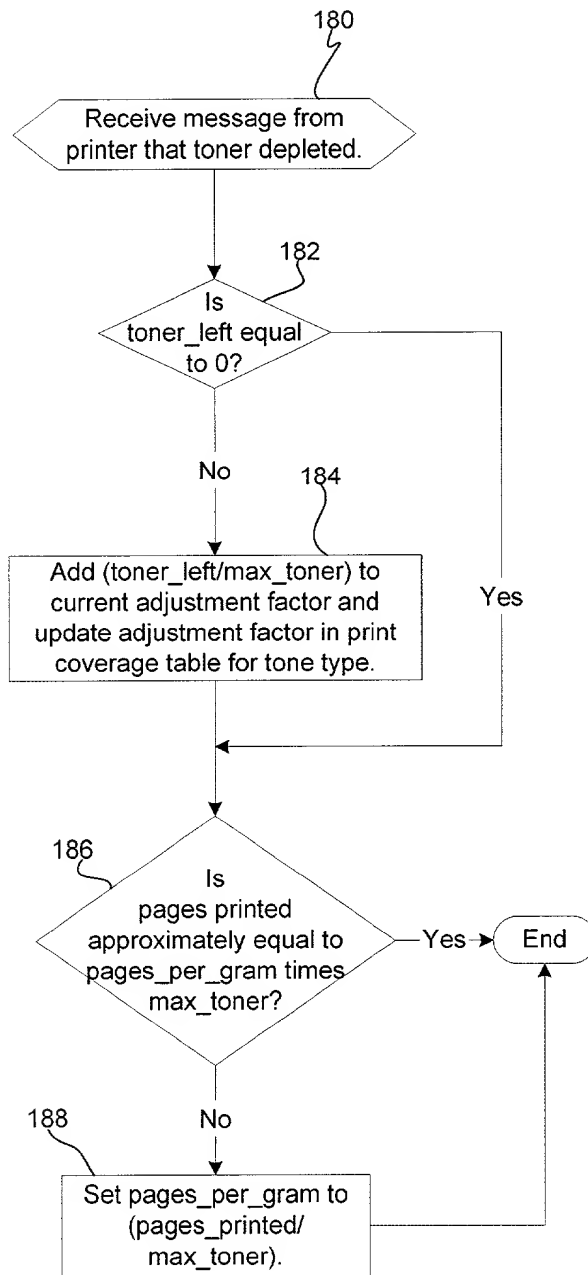 180
Receive message from
printer that toner depleted.
182
Is
toner_left equal
to 0?
No
184
Add (toner_left/max_toner) to
current adjustment factor and
update adjustment factor in print
coverage table for tone type.
Yes
186
Is
pages printed
approximately equal to
pages_per_gram times
max_toner?
Yes
End
No
188
Set pages_per_gram to
(pages_printed/
max_toner).